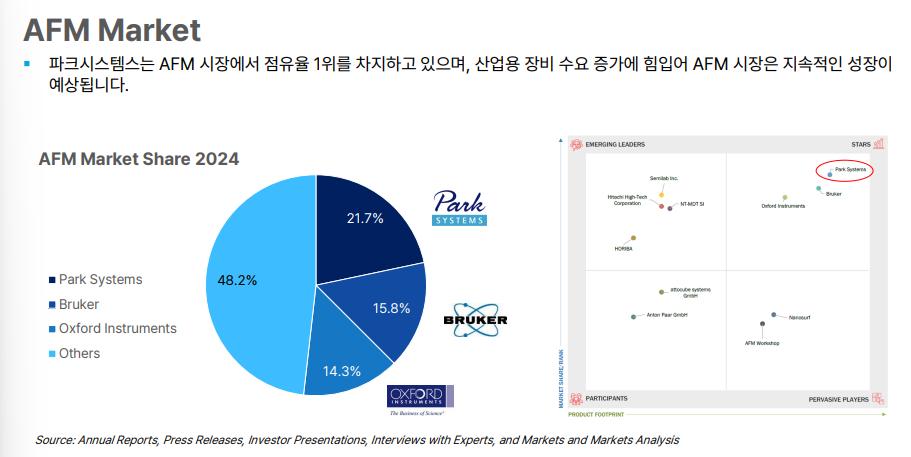 AFM Market
파크시스템스는 AFM 시장에서 점유율 1위를 차지하고 있으며, 산업용 장비 수요 증가에 힘입어 AFM 시장은 지속적인 성장이
예상됩니다.
AFM Market Share 2024
Park Systems
Bruker
Oxford Instruments
Others
21.7%
15.8%
14.3%
48.2%
Park
SYSTEMS
BRUKER
OXFORD
INSTRUMENTS
The Business of Science®
EMERGING LEADERS
STARS
Park Systems
Semilab Inc.
Bruker
Hitachi High-Tech
Corporation
NT-MDT SI
Oxford Instruments
HORIBA
attocube systems
GmbH
Anton Paar GmbH
Nanosurf
AFM Workshop
MARKET SHARE/RANK
PARTICIPANTS
PERVASIVE PLAYERS
PRODUCT FOOTPRINT
Source: Annual Reports, Press Releases, Investor Presentations, Interviews with Experts, and Markets and Markets Analysis